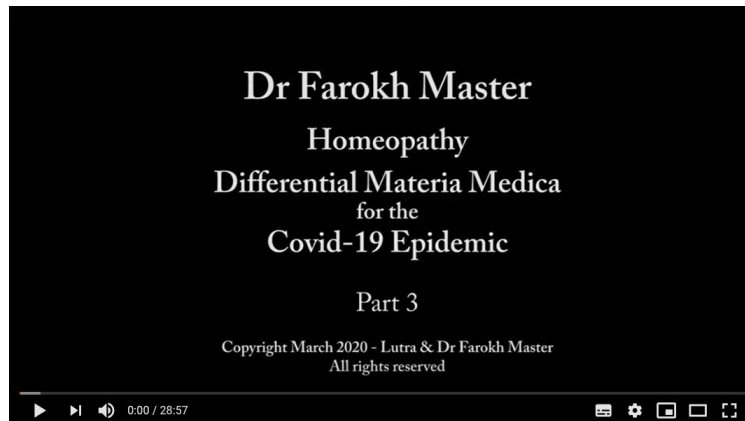 Dr Farokh Master
Homeopathy
Differential Materia Medica
for the
Covid-19 Epidemic
Part 3
Copyright March 2020 - Lutra & Dr Farokh Master
All rights reserved
0:00 / 28:57